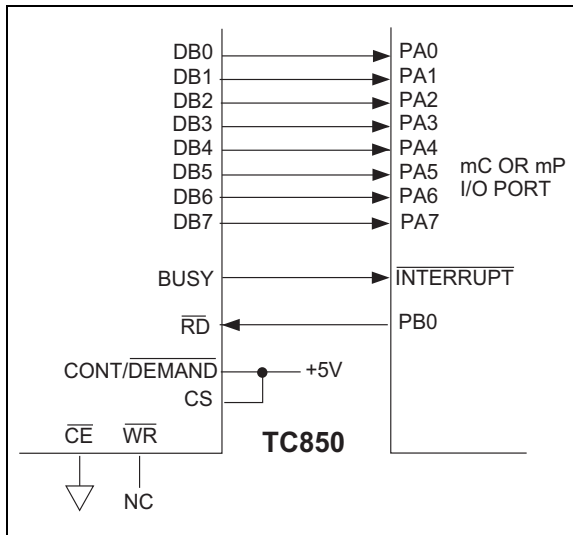 DB0 PA0
DB1 PA1
DB2 PA2
DB3 PA3
DB4 PA4
DB5 PA5
DB6 PA6
DB7 PA7
mC OR mP
I/O PORT
BUSY INTERRUPT
RD PB0
CONT/DEMAND +5V
CS
CE WR TC850
NC